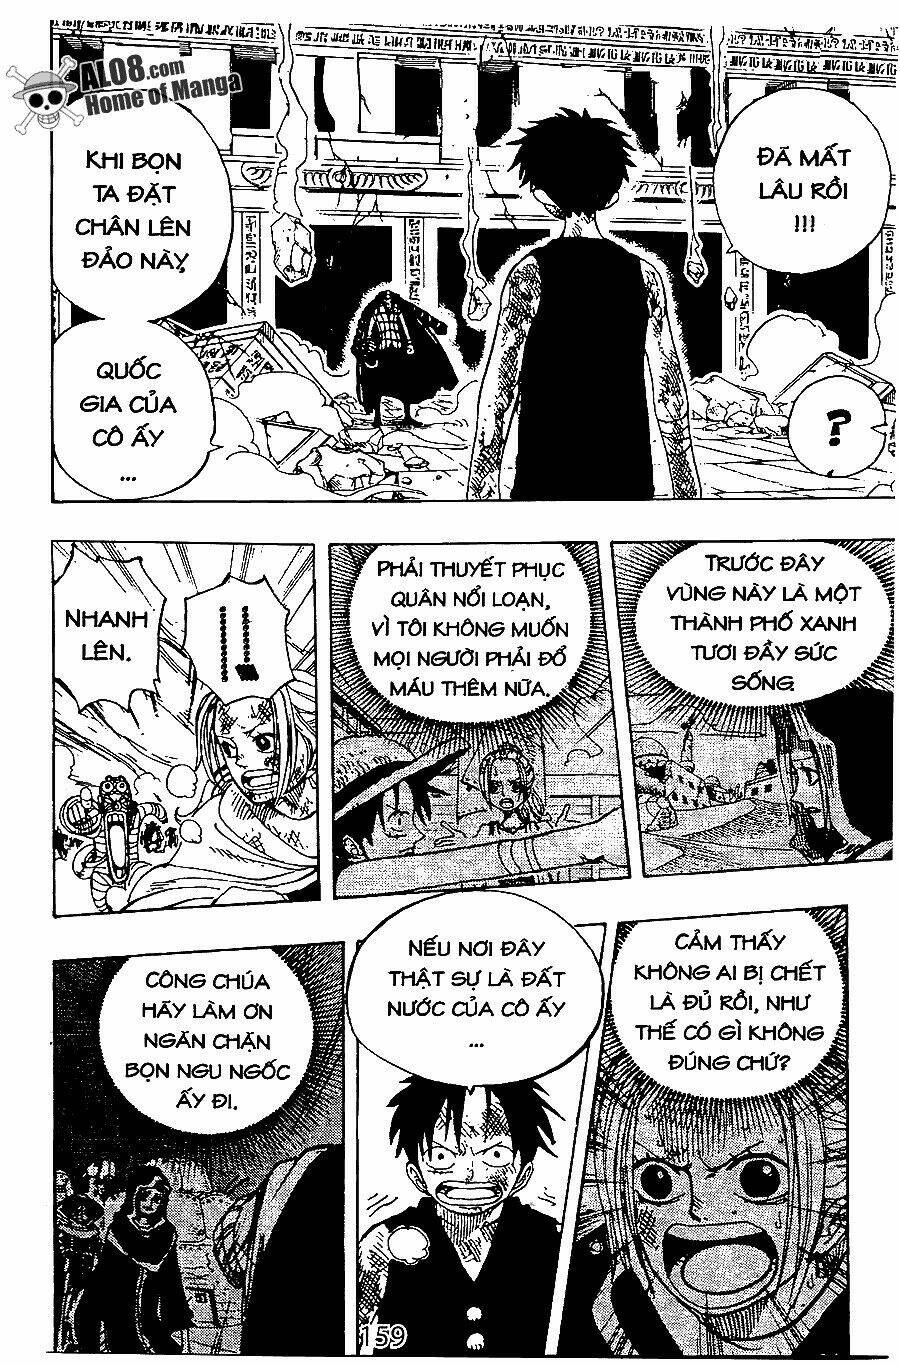 AL08.com
Home of Manga
ĐÃ MẤT
LÂU RỒI
!!!
?
KHI BỌN
TA ĐẶT
CHÂN LÊN
ĐẢO NÀY,
QUỐC
GIA CỦA
CÔ ẤY
...
TRƯỚC ĐÂY
VÙNG NÀY LÀ MỘT
THÀNH PHỐ XANH
TƯƠI ĐẦY SỨC
SỐNG.
PHẢI THUYẾT PHỤC
QUÂN NỔI LOẠN,
VÌ TÔI KHÔNG MUỐN
MỌI NGƯỜI PHẢI ĐỔ
MÁU THÊM NỮA.
NHANH
LÊN.
CẢM THẤY
KHÔNG AI BỊ CHẾT
LÀ ĐỦ RỒI, NHƯ
THẾ CÓ GÌ KHÔNG
ĐÚNG CHỨ?
NẾU NƠI ĐÂY
THẬT SỰ LÀ ĐẤT
NƯỚC CỦA CÔ ẤY
...
CÔNG CHÚA
HÃY LÀM ƠN
NGĂN CHẶN
BỌN NGU NGỐC
ẤY ĐI.
159